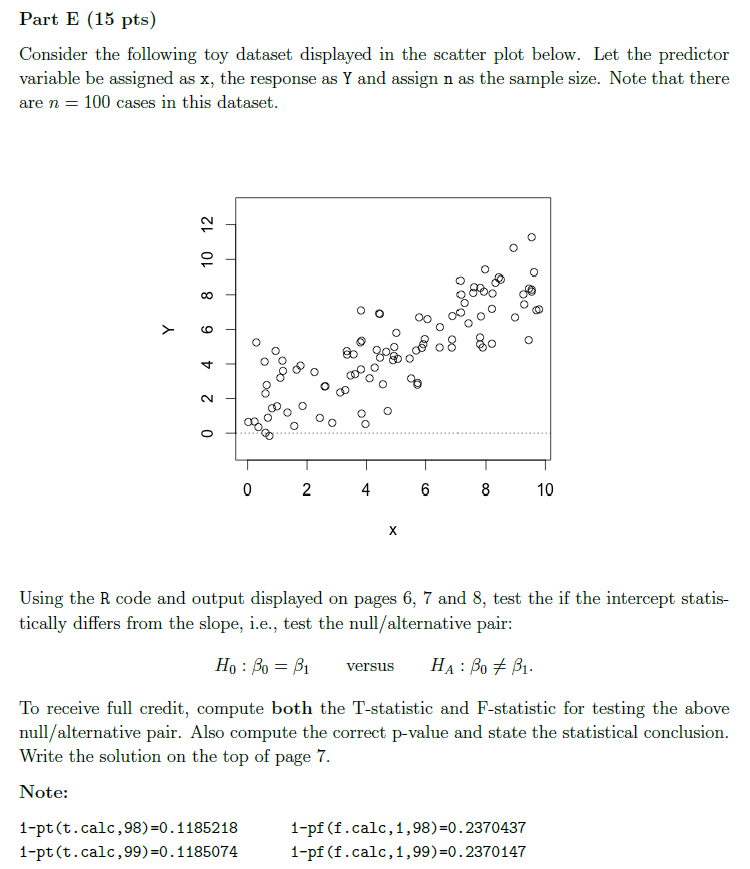 Part E (15 pts)
Consider the following toy dataset displayed in the scatter plot below. Let the predictor
variable be assigned as x, the response as Y and assign n as the sample size. Note that there
are n = 100 cases in this dataset.
12
10
8
6
4
2
0
Y
0 2 4 6 8 10
x
Using the R code and output displayed on pages 6, 7 and 8, test the if the intercept statis-
tically differs from the slope, i.e., test the null/alternative pair:
H₀ : β₀ = β₁ versus H_A : β₀ ≠ β₁.
To receive full credit, compute both the T-statistic and F-statistic for testing the above
null/alternative pair. Also compute the correct p-value and state the statistical conclusion.
Write the solution on the top of page 7.
Note:
1-pt(t.calc,98)=0.1185218 1-pf(f.calc,1,98)=0.2370437
1-pt(t.calc,99)=0.1185074 1-pf(f.calc,1,99)=0.2370147